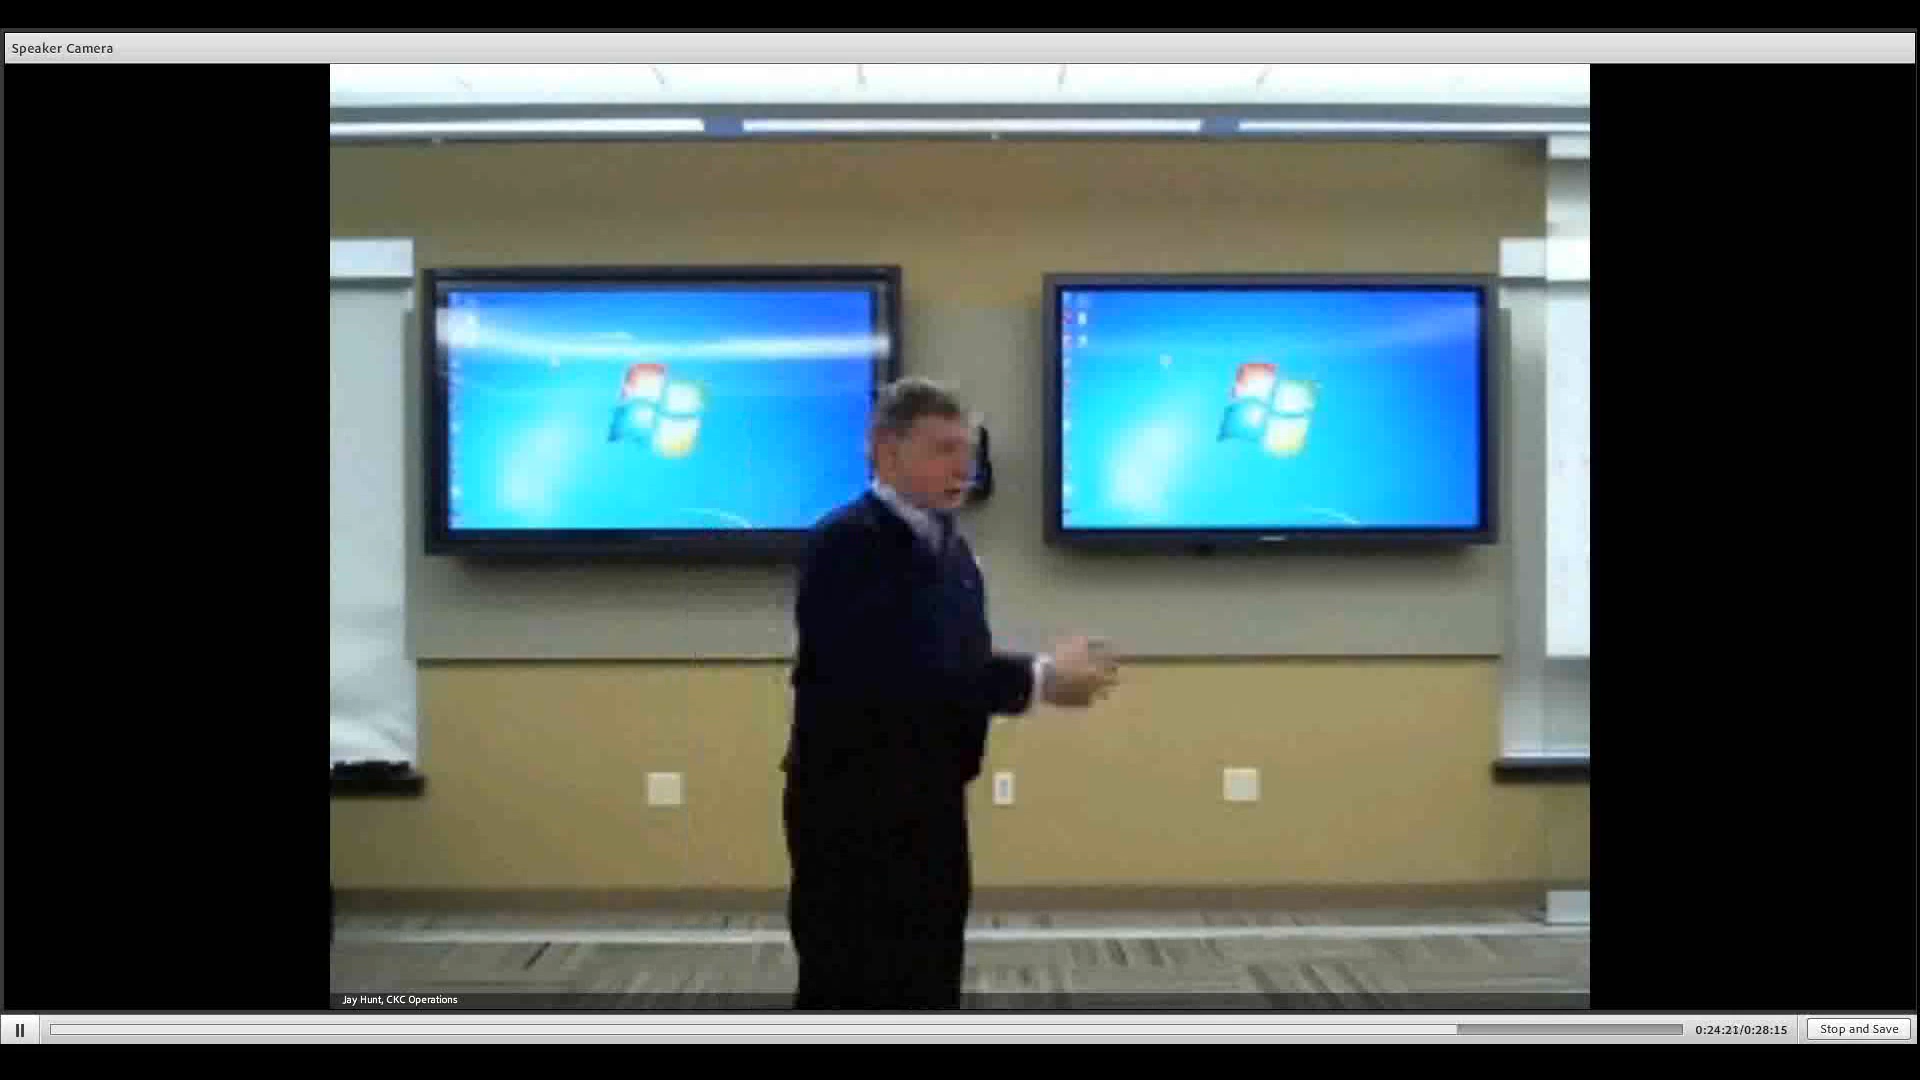 Speaker Camera
Jay Hunt, CKC Operations
0:24:21/0:28:15
Stop and Save